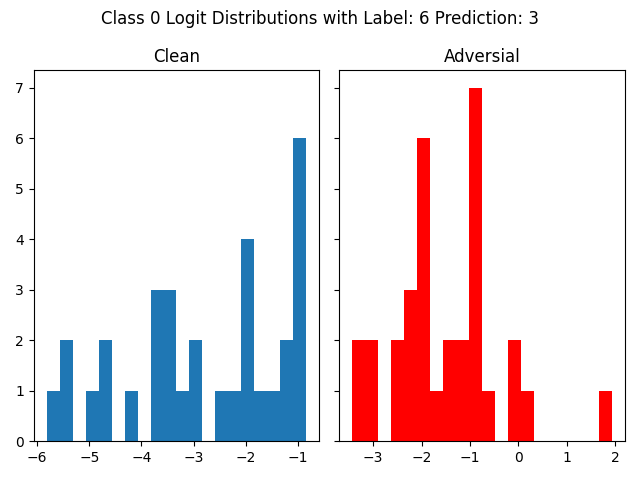 Class 0 Logit Distributions with Label: 6 Prediction: 3
Clean
Adversial
7
6
5
4
3
2
1
0
−6 −5 −4 −3 −2 −1
−3 −2 −1 0 1 2